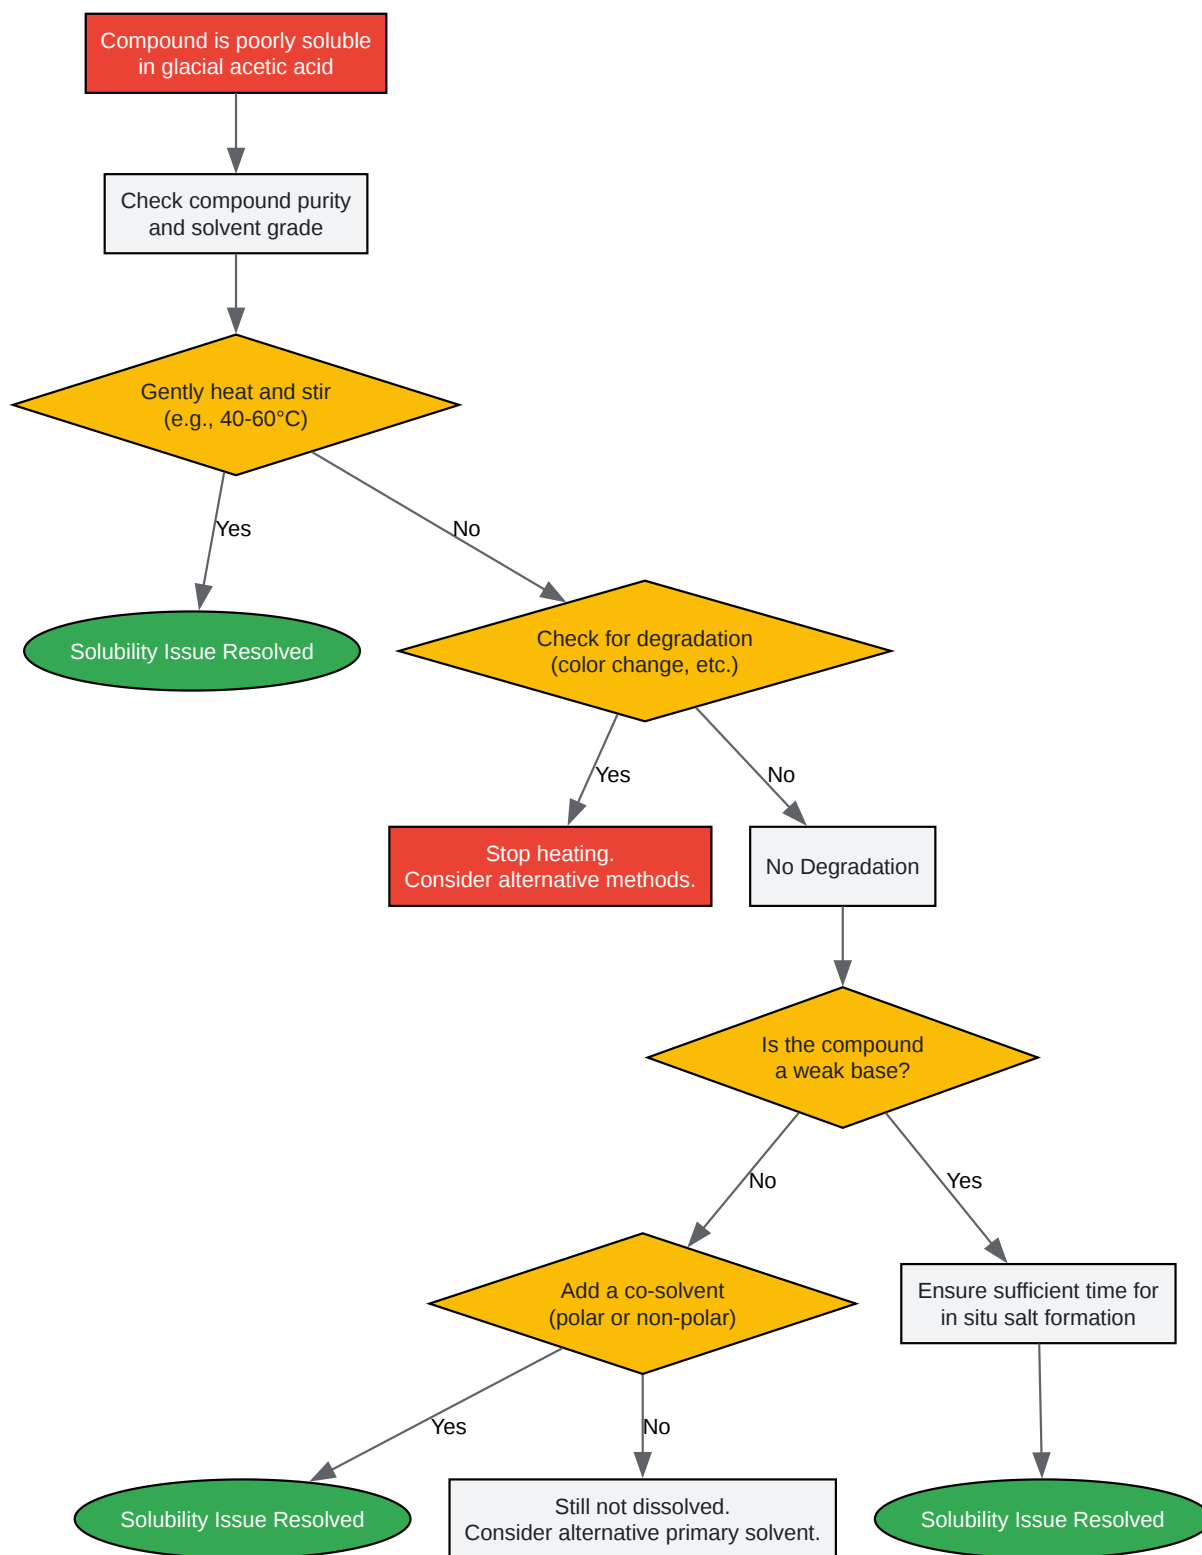 Compound is poorly soluble
in glacial acetic acid
Check compound purity
and solvent grade
Gently heat and stir
(e.g., 40-60°C)
Yes
No
Solubility Issue Resolved
Check for degradation
(color change, etc.)
Yes
No
Stop heating.
Consider alternative methods.
No Degradation
Is the compound
a weak base?
No
Yes
Add a co-solvent
(polar or non-polar)
Ensure sufficient time for
in situ salt formation
Yes
No
Solubility Issue Resolved
Still not dissolved.
Consider alternative primary solvent.
Solubility Issue Resolved